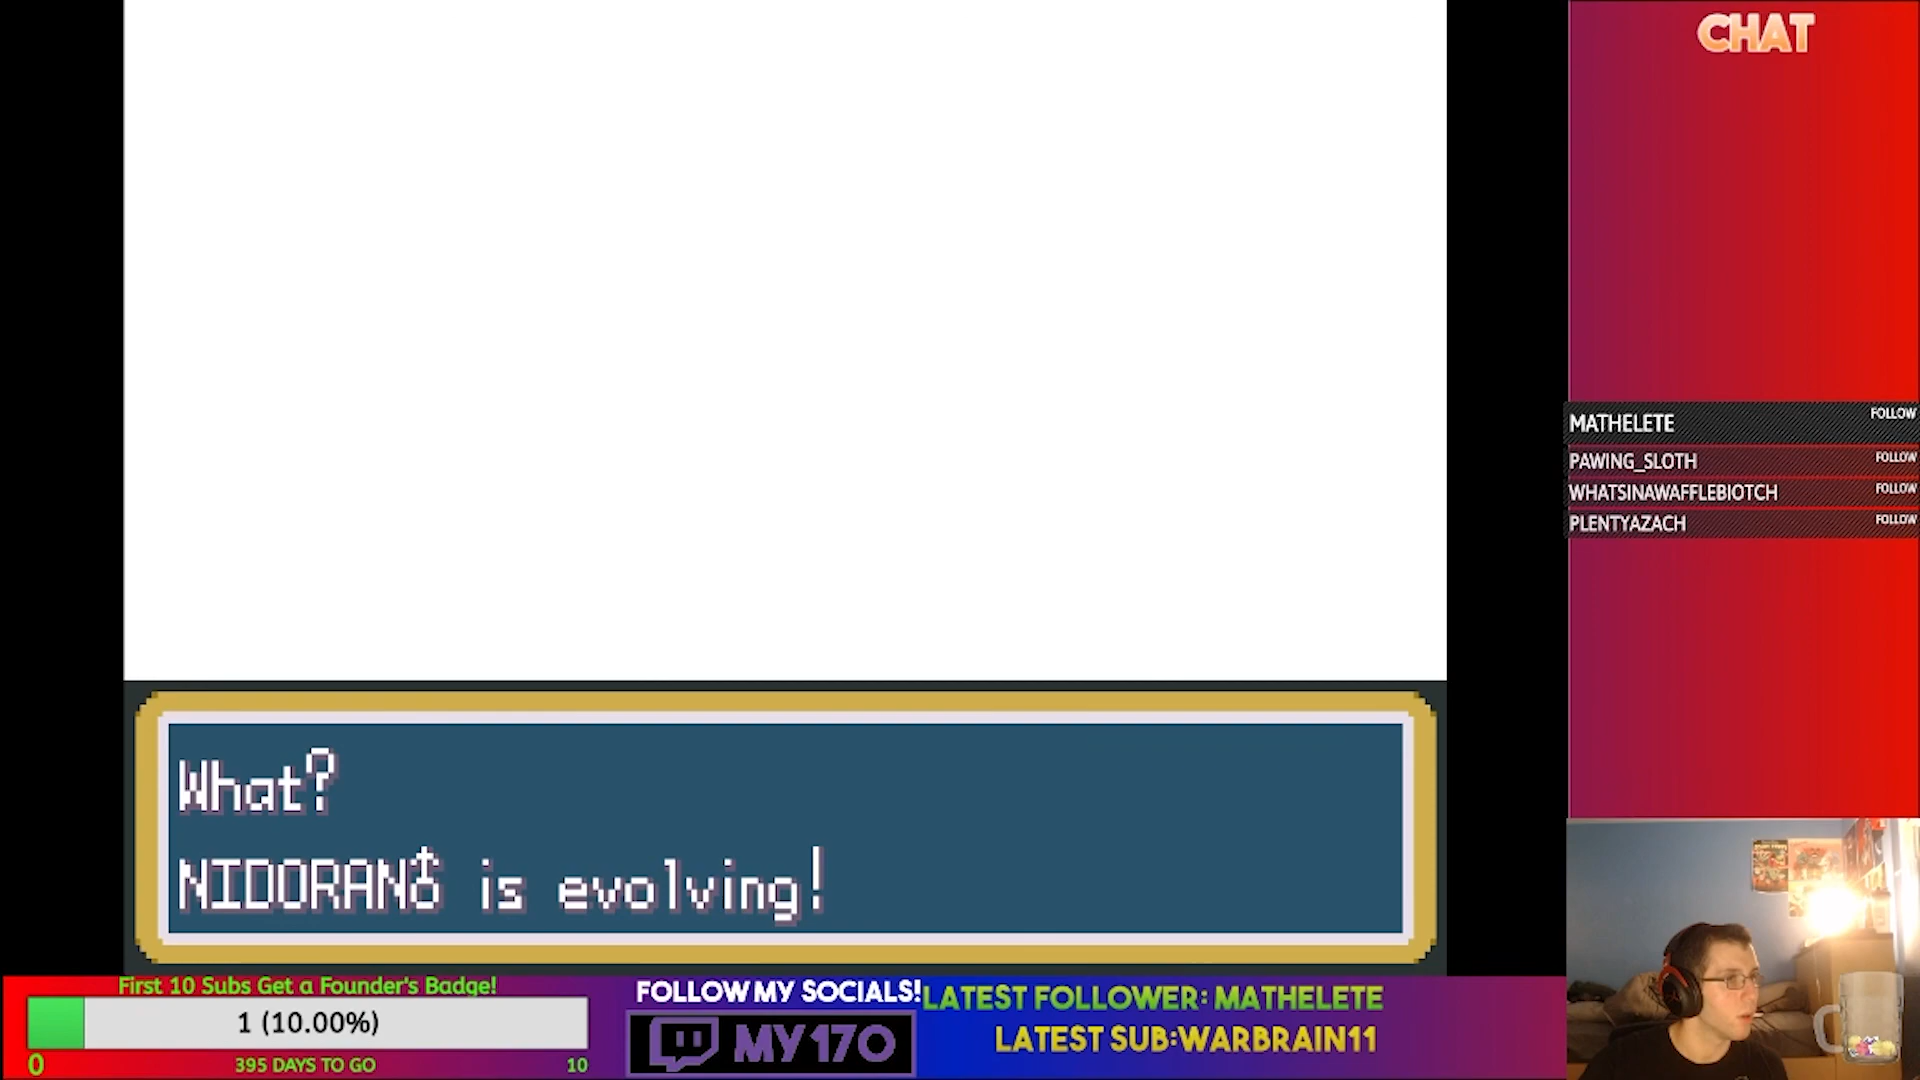 CHAT
MATHELETE FOLLOW
PAWING_SLOTH FOLLOW
WHATSINAWAFFLEBIOTCH FOLLOW
PLENTYAZACH FOLLOW
What?
NIDORAN♂ is evolving!
First 10 Subs Get a Founder's Badge!
1 (10.00%)
0 395 DAYS TO GO 10
FOLLOW MY SOCIALS!
MY170
LATEST FOLLOWER: MATHELETE
LATEST SUB:WARBRAIN11